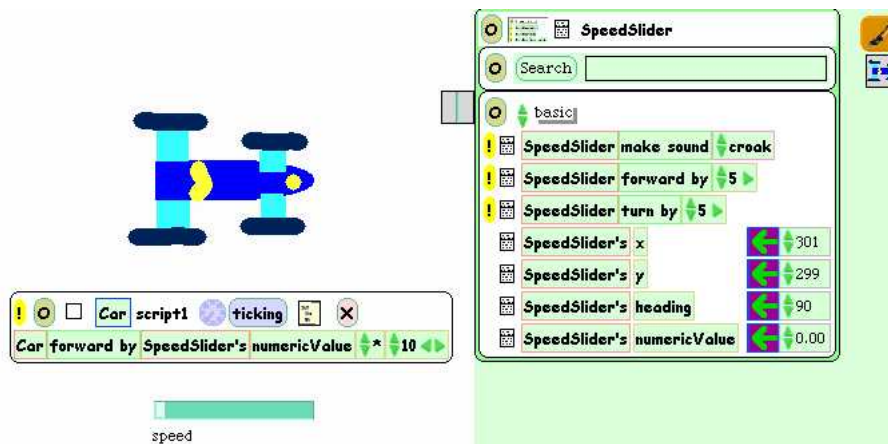 SpeedSlider
Search
basic
! SpeedSlider make sound croak
! SpeedSlider forward by 5
! SpeedSlider turn by 5
SpeedSlider's x 301
SpeedSlider's y 299
SpeedSlider's heading 90
SpeedSlider's numericValue 0.00
! Car script1 ticking
Car forward by SpeedSlider's numericValue * 10
speed